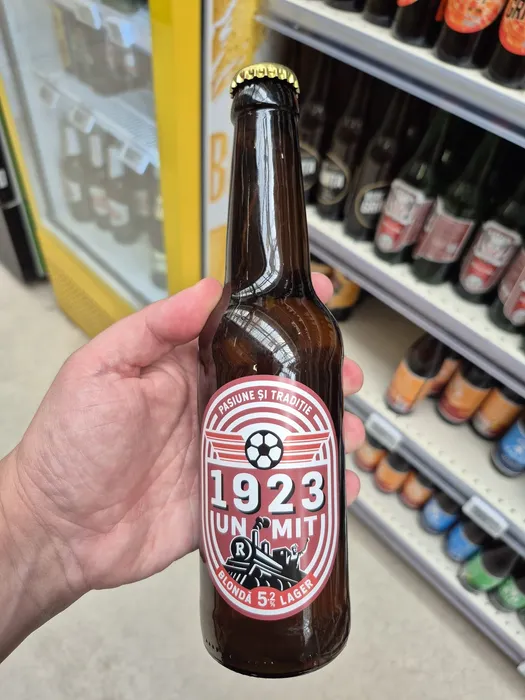 PASIUNE ȘI TRADIȚIE
1923
UN MIT
R
BLONDĂ 5,2% LAGER